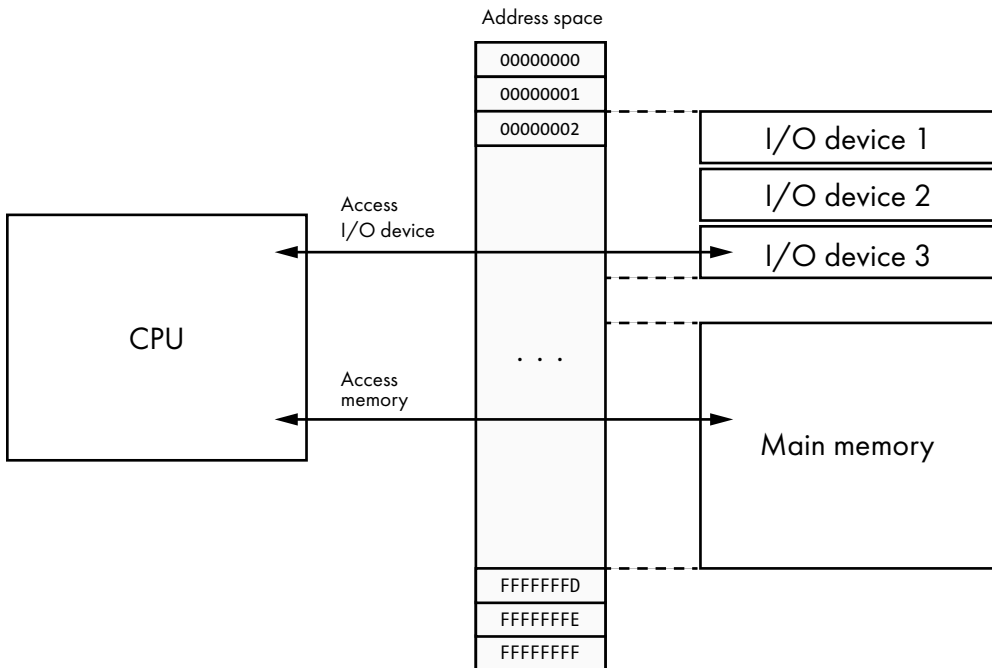 Address space
00000000
00000001
00000002
I/O device 1
I/O device 2
Access
I/O device
I/O device 3
CPU
. . .
Access
memory
Main memory
FFFFFFFD
FFFFFFFE
FFFFFFFF